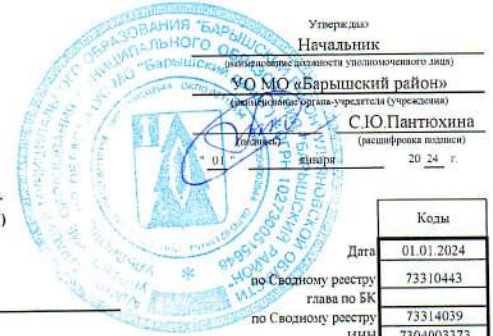 Утверждаю
Начальник
(наименование должности уполномоченного лица)
УО МО «Барышский район»
(наименование органа-учредителя (учреждения)
С.Ю.Пантюхина
(подпись) (расшифровка подписи)
" 01 " января 20 24 г.
)
Коды
Дата 01.01.2024
по Сводному реестру 73310443
глава по БК
по Сводному реестру 73314039
ИНН 7304003373